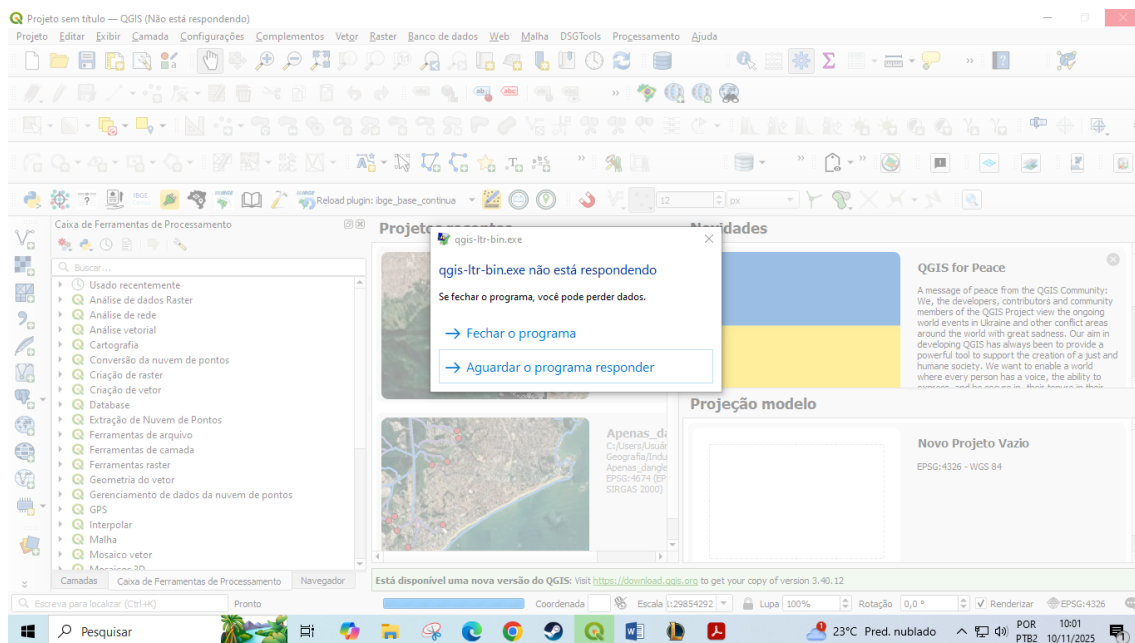 Projeto sem título — QGIS (Não está respondendo)
Projeto Editar Exibir Camada Configurações Complementos Vetor Raster Banco de dados Web Malha DSGTools Processamento Ajuda
Reload plugin: ibge_base_continua
12
px
Caixa de Ferramentas de Processamento
Buscar...
Usado recentemente
Análise de dados Raster
Análise de rede
Análise vetorial
Cartografia
Conversão da nuvem de pontos
Criação de raster
Criação de vetor
Database
Extração de Nuvem de Pontos
Ferramentas de arquivo
Ferramentas de camada
Ferramentas raster
Geometria do vetor
Gerenciamento de dados da nuvem de pontos
GPS
Interpolar
Malha
Mosaico vetor
Camadas
Caixa de Ferramentas de Processamento
Navegador
qgis-ltr-bin.exe
qgis-ltr-bin.exe não está respondendo
Se fechar o programa, você pode perder dados.
→ Fechar o programa
→ Aguardar o programa responder
QGIS for Peace
A message of peace from the QGIS Community:
We, the developers, contributors and community
members of the QGIS Project view the ongoing
world events in Ukraine and other conflict areas
around the world with great sadness. Our aim in
developing QGIS has always been to provide a
powerful tool to support the creation of a just and
humane society. We want to enable a world
where every person has a voice, the ability to
Apenas_da
C:/Users/Usuár
Geografia/Indu
Apenas_dangle
EPSG:4674 (EP
SIRGAS 2000)
Projeção modelo
Novo Projeto Vazio
EPSG:4326 - WGS 84
Está disponível uma nova versão do QGIS: Visit https://download.qgis.org to get your copy of version 3.40.12
Escreva para localizar (Ctrl+K)
Pronto
Coordenada
Escala
1:29854292
Lupa
100%
Rotação
0,0 °
Renderizar
EPSG:4326
Pesquisar
23°C Pred. nublado
POR
PTB2
10:01
10/11/2025